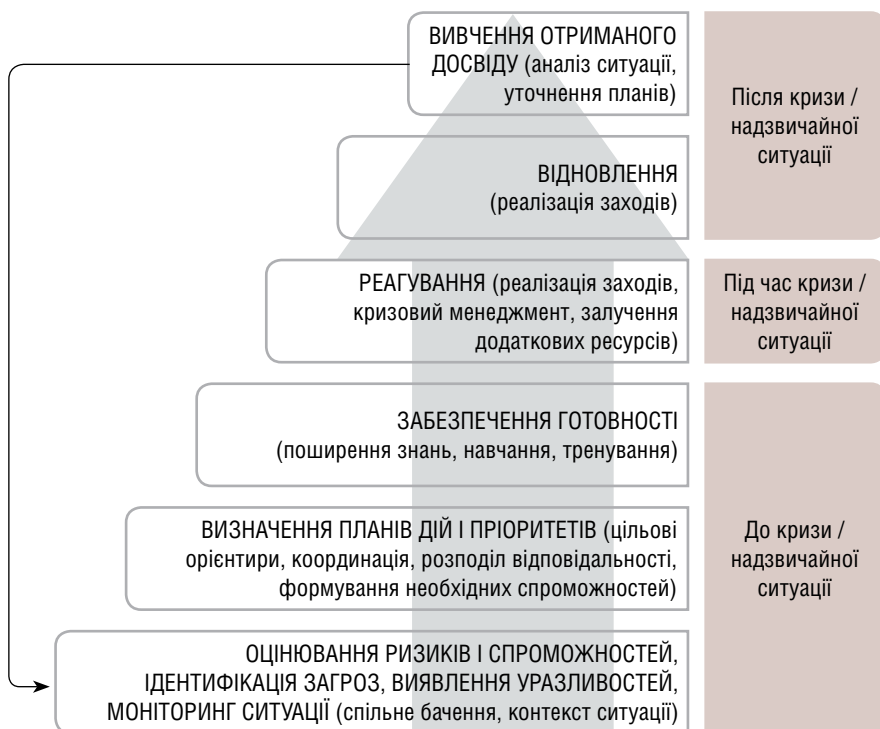 ВИВЧЕННЯ ОТРИМАНОГО
ДОСВІДУ (аналіз ситуації,
уточнення планів)
ВІДНОВЛЕННЯ
(реалізація заходів)
Після кризи /
надзвичайної
ситуації
РЕАГУВАННЯ (реалізація заходів,
кризовий менеджмент, залучення
додаткових ресурсів)
Під час кризи /
надзвичайної
ситуації
ЗАБЕЗПЕЧЕННЯ ГОТОВНОСТІ
(поширення знань, навчання, тренування)
ВИЗНАЧЕННЯ ПЛАНІВ ДІЙ І ПРІОРИТЕТІВ (цільові
орієнтири, координація, розподіл відповідальності,
формування необхідних спроможностей)
ОЦІНЮВАННЯ РИЗИКІВ І СПРОМОЖНОСТЕЙ,
ІДЕНТИФІКАЦІЯ ЗАГРОЗ, ВИЯВЛЕННЯ УРАЗЛИВОСТЕЙ,
МОНІТОРИНГ СИТУАЦІЇ (спільне бачення, контекст ситуації)
До кризи /
надзвичайної
ситуації